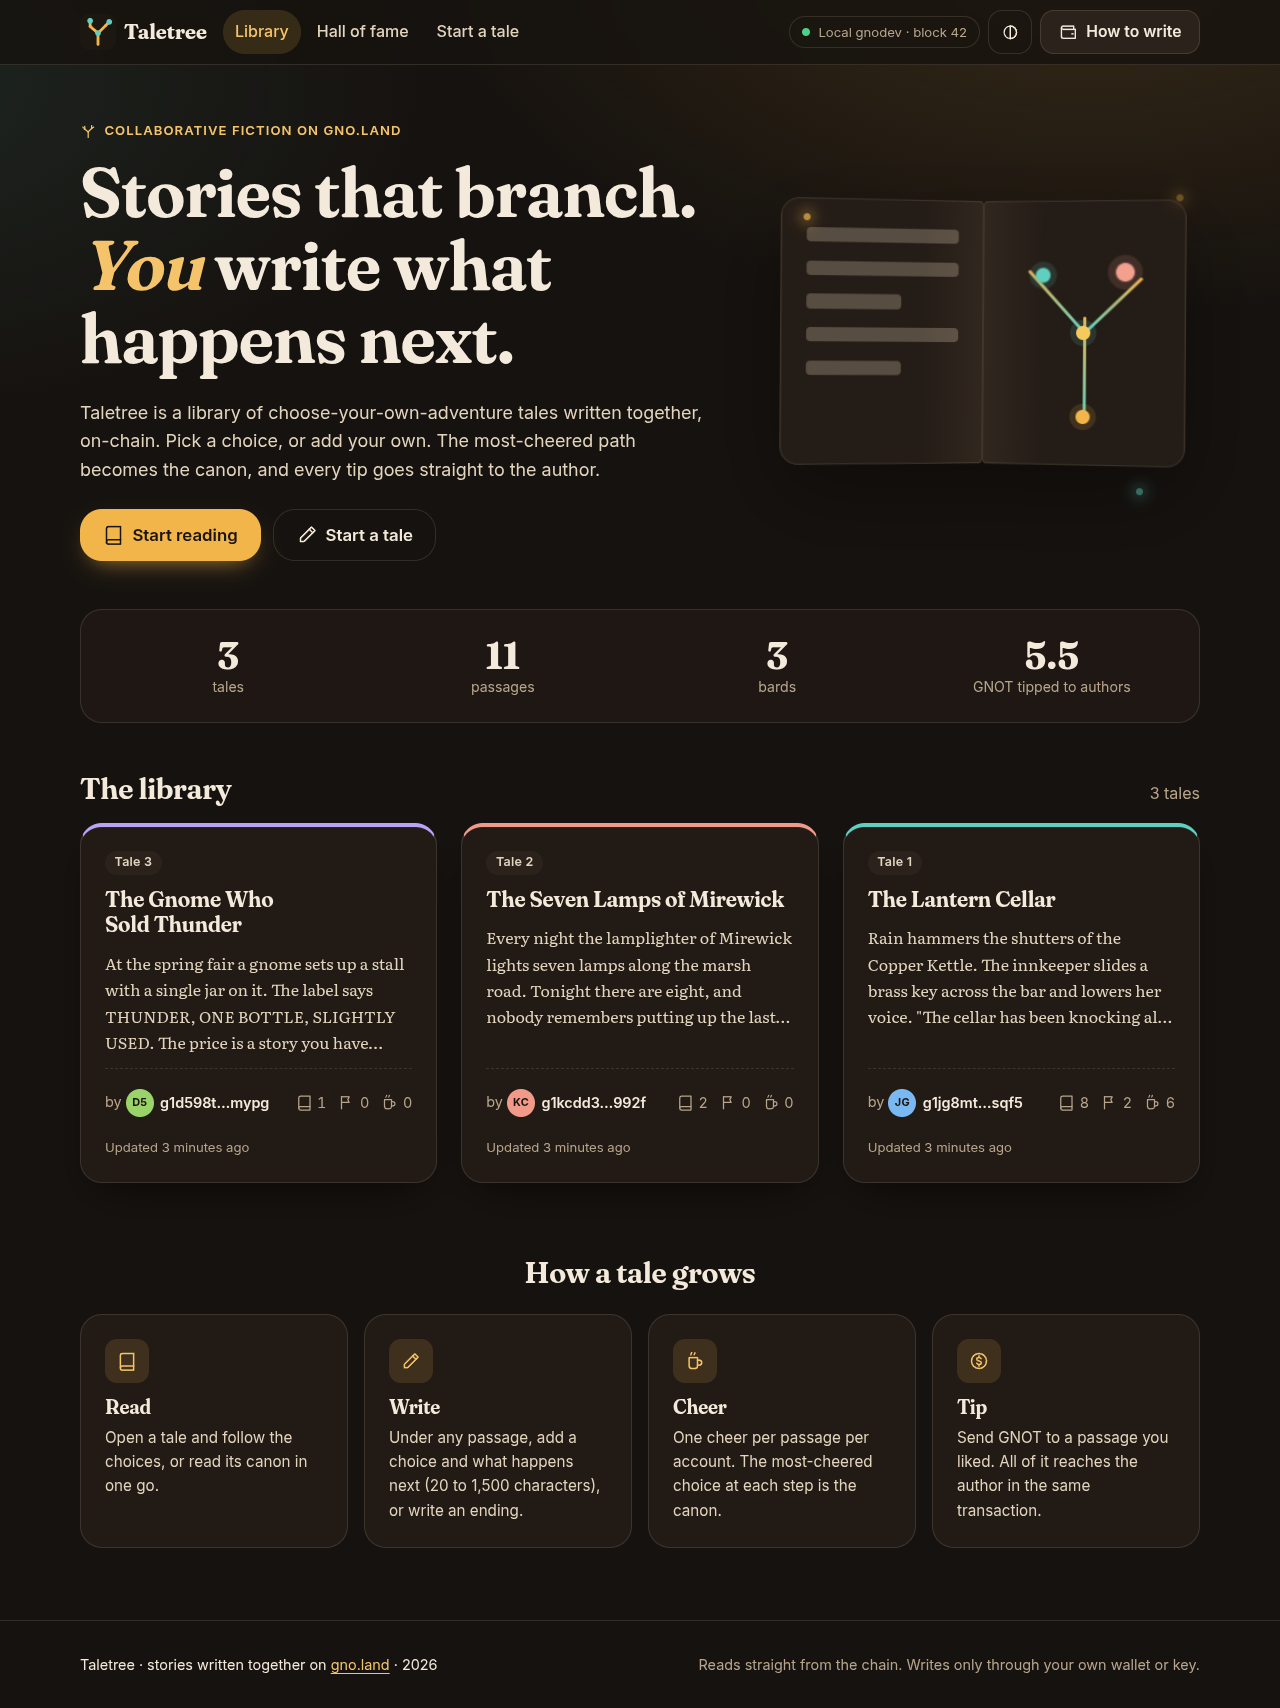 Taletree
Library
Hall of fame
Start a tale
Local gnodev · block 42
How to write
COLLABORATIVE FICTION ON GNO.LAND
Stories that branch.
You write what
happens next.
Taletree is a library of choose-your-own-adventure tales written together,
on-chain. Pick a choice, or add your own. The most-cheered path
becomes the canon, and every tip goes straight to the author.
Start reading
Start a tale
3
tales
11
passages
3
bards
5.5
GNOT tipped to authors
The library
3 tales
Tale 3
The Gnome Who
Sold Thunder
At the spring fair a gnome sets up a stall
with a single jar on it. The label says
THUNDER, ONE BOTTLE, SLIGHTLY
USED. The price is a story you have...
by D5 g1d598t...mypg 1 0 0
Updated 3 minutes ago
Tale 2
The Seven Lamps of Mirewick
Every night the lamplighter of Mirewick
lights seven lamps along the marsh
road. Tonight there are eight, and
nobody remembers putting up the last...
by KC g1kcdd3...992f 2 0 0
Updated 3 minutes ago
Tale 1
The Lantern Cellar
Rain hammers the shutters of the
Copper Kettle. The innkeeper slides a
brass key across the bar and lowers her
voice. "The cellar has been knocking al...
by JG g1jg8mt...sqf5 8 2 6
Updated 3 minutes ago
How a tale grows
Read
Open a tale and follow the
choices, or read its canon in
one go.
Write
Under any passage, add a
choice and what happens
next (20 to 1,500 characters),
or write an ending.
Cheer
One cheer per passage per
account. The most-cheered
choice at each step is the
canon.
Tip
Send GNOT to a passage you
liked. All of it reaches the
author in the same
transaction.
Taletree · stories written together on gno.land · 2026
Reads straight from the chain. Writes only through your own wallet or key.